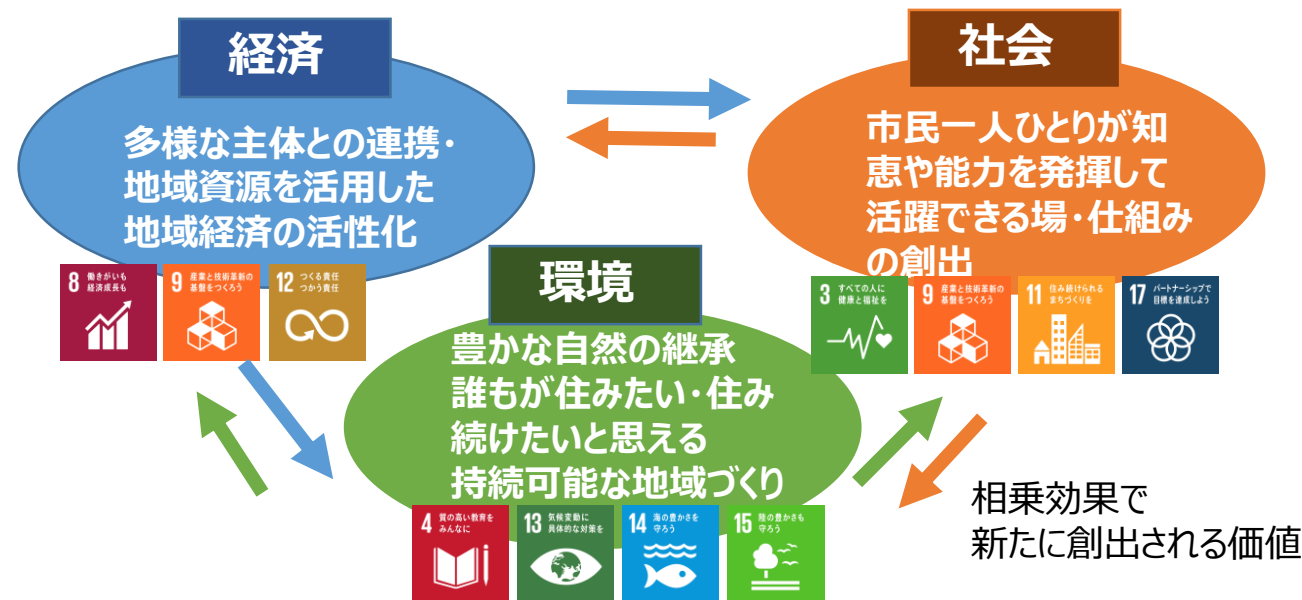 経済
多様な主体との連携・
地域資源を活用した
地域経済の活性化
8 働きがいも
経済成長も
9 産業と技術革新の
基盤をつくろう
12 つくる責任
つかう責任
社会
市民一人ひとりが知
恵や能力を発揮して
活躍できる場・仕組み
の創出
3 すべての人に
健康と福祉を
9 産業と技術革新の
基盤をつくろう
11 住み続けられる
まちづくりを
17 パートナーシップで
目標を達成しよう
環境
豊かな自然の継承
誰もが住みたい・住み
続けたいと思える
持続可能な地域づくり
4 質の高い教育を
みんなに
13 気候変動に
具体的な対策を
14 海の豊かさを
守ろう
15 陸の豊かさも
守ろう
相乗効果で
新たに創出される価値